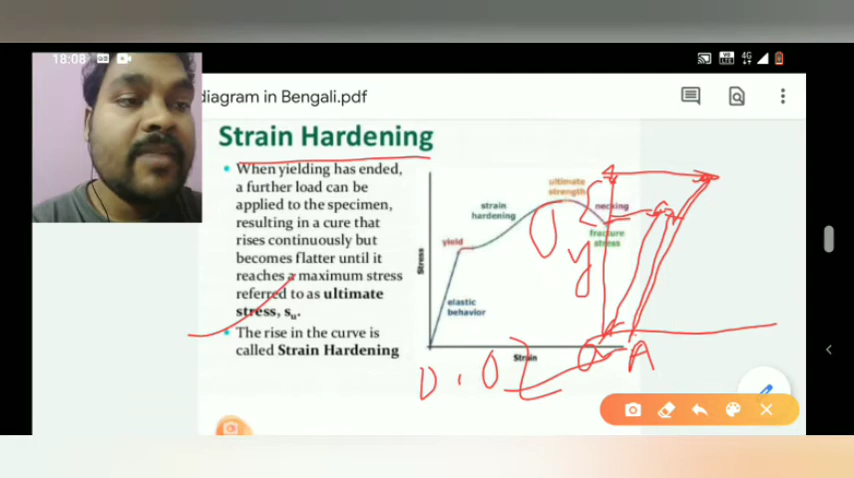 18:08
4G
diagram in Bengali.pdf
Strain Hardening
• When yielding has ended,
a further load can be
applied to the specimen,
resulting in a cure that
rises continuously but
becomes flatter until it
reaches a maximum stress
referred to as ultimate
stress, su.
• The rise in the curve is
called Strain Hardening
ultimate
strength
strain
hardening
necking
yield
fracture
stress
Stress
elastic
behavior
Strain
y
A